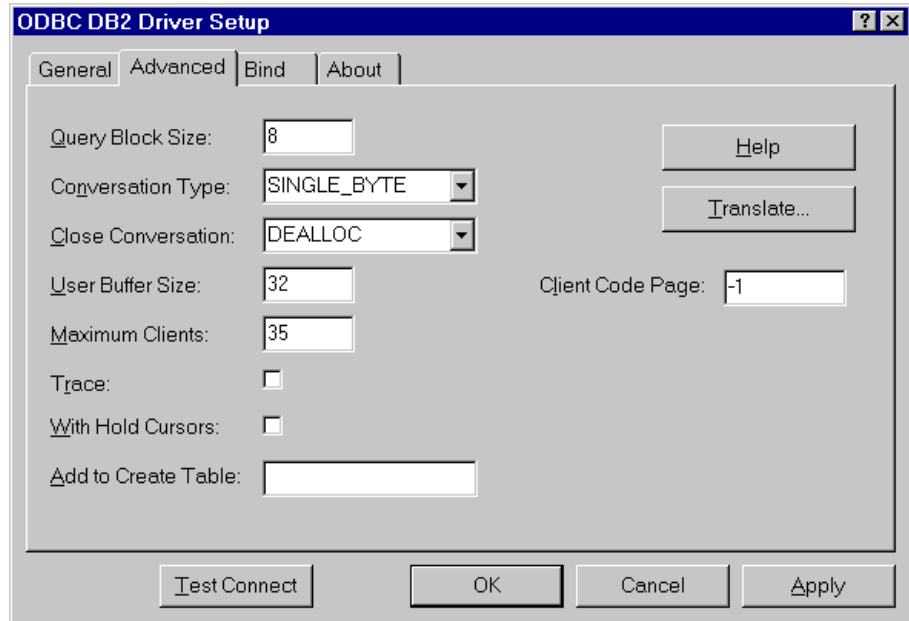 ODBC DB2 Driver Setup
General Advanced Bind About
Query Block Size: 8
Help
Conversation Type: SINGLE_BYTE
Translate...
Close Conversation: DEALLOC
User Buffer Size: 32 Client Code Page: -1
Maximum Clients: 35
Trace:
With Hold Cursors:
Add to Create Table:
Test Connect OK Cancel Apply